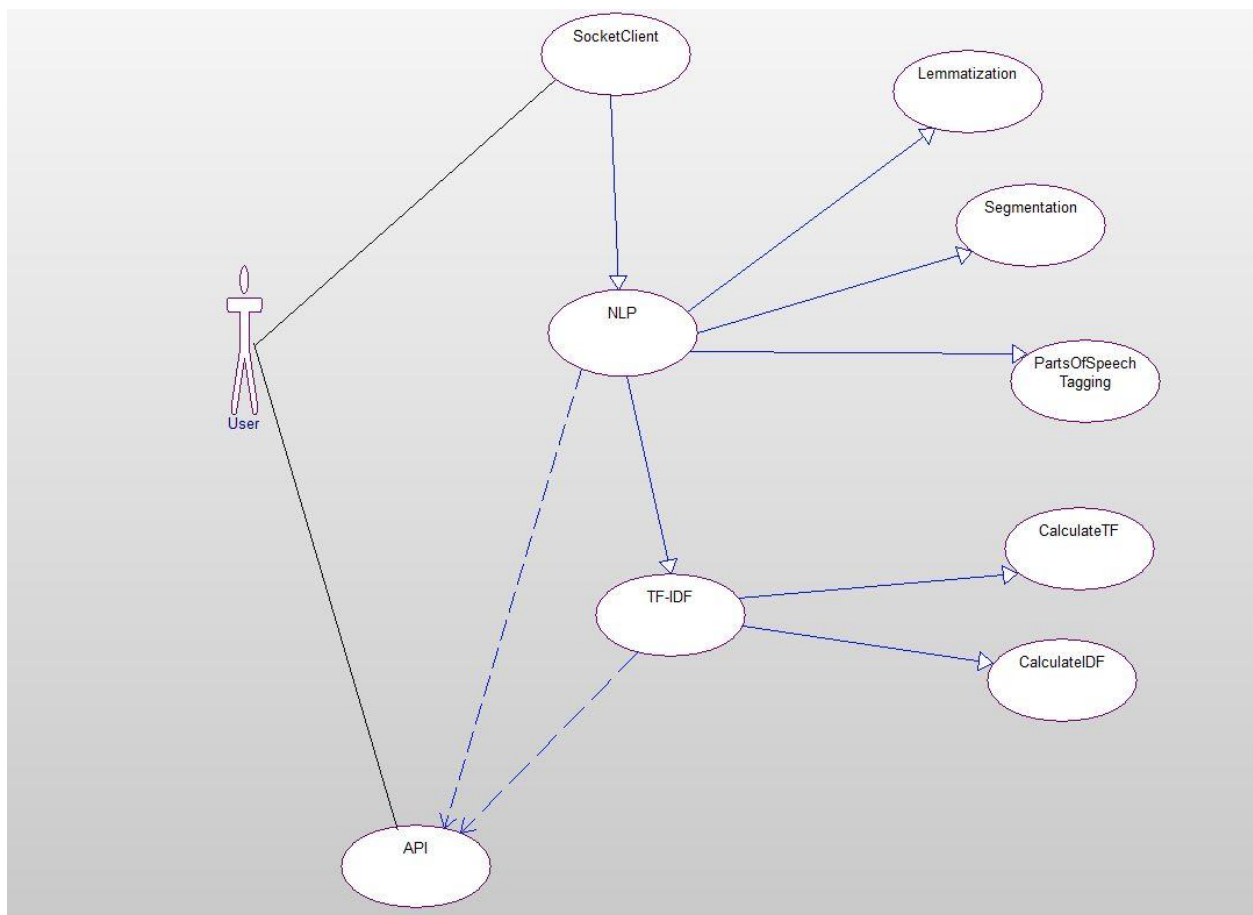 SocketClient
Lemmatization
Segmentation
NLP
PartsOfSpeech
Tagging
User
CalculateTF
TF-IDF
CalculateIDF
API